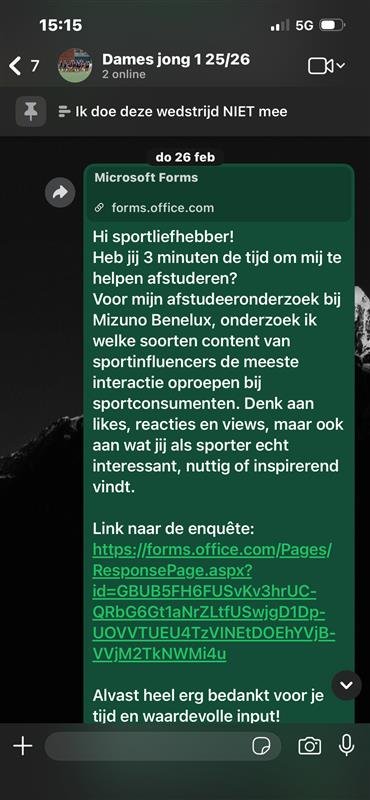 15:15
5G
7
Dames jong 1 25/26
2 online
Ik doe deze wedstrijd NIET mee
do 26 feb
Microsoft Forms
forms.office.com
Hi sportliefhebber!
Heb jij 3 minuten de tijd om mij te
helpen afstuderen?
Voor mijn afstudeeronderzoek bij
Mizuno Benelux, onderzoek ik
welke soorten content van
sportinfluencers de meeste
interactie oproepen bij
sportconsumenten. Denk aan
likes, reacties en views, maar ook
aan wat jij als sporter echt
interessant, nuttig of inspirerend
vindt.
Link naar de enquête:
https://forms.office.com/Pages/
ResponsePage.aspx?
id=GBUB5FH6FUSvKv3hrUC-
QRbG6Gt1aNrZLtfUSwjgD1Dp-
UOVVTUEU4TzVINEtDOEhYVjB-
VVjM2TkNWMi4u
Alvast heel erg bedankt voor je
tijd en waardevolle input!